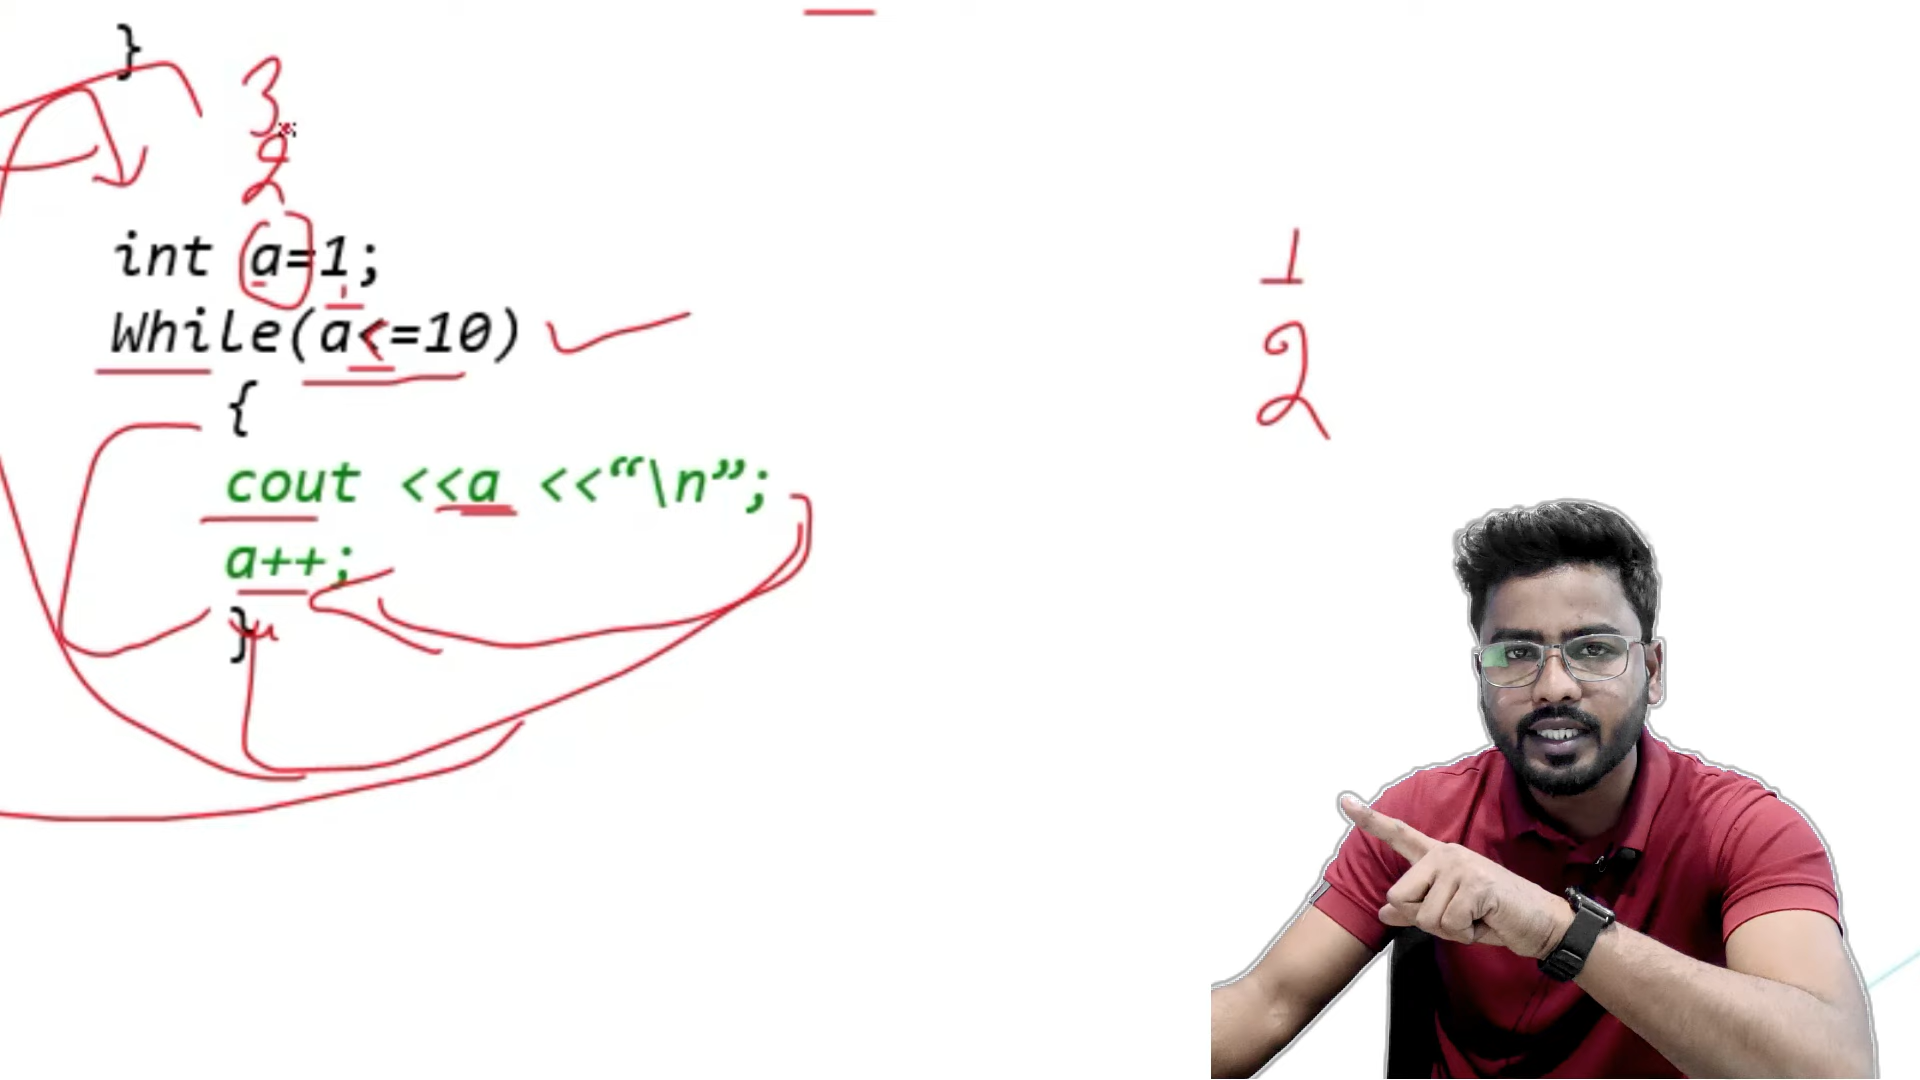 }
3
2
int a=1;
While(a<=10)
{
cout <<a <<“\n”;
a++;
}
1
2